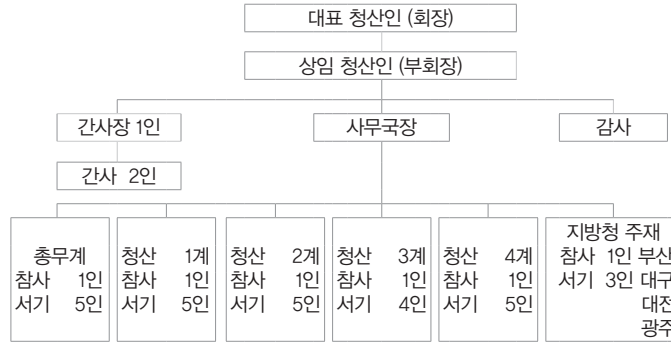 대표 청산인 (회장)
상임 청산인 (부회장)
간사장 1인
사무국장
감사
간사 2인
총무계
참사 1인
서기 5인
청산 1계
참사 1인
서기 5인
청산 2계
참사 1인
서기 5인
청산 3계
참사 1인
서기 4인
청산 4계
참사 1인
서기 5인
지방청 주재
참사 1인 부산
서기 3인 대구
대전
광주